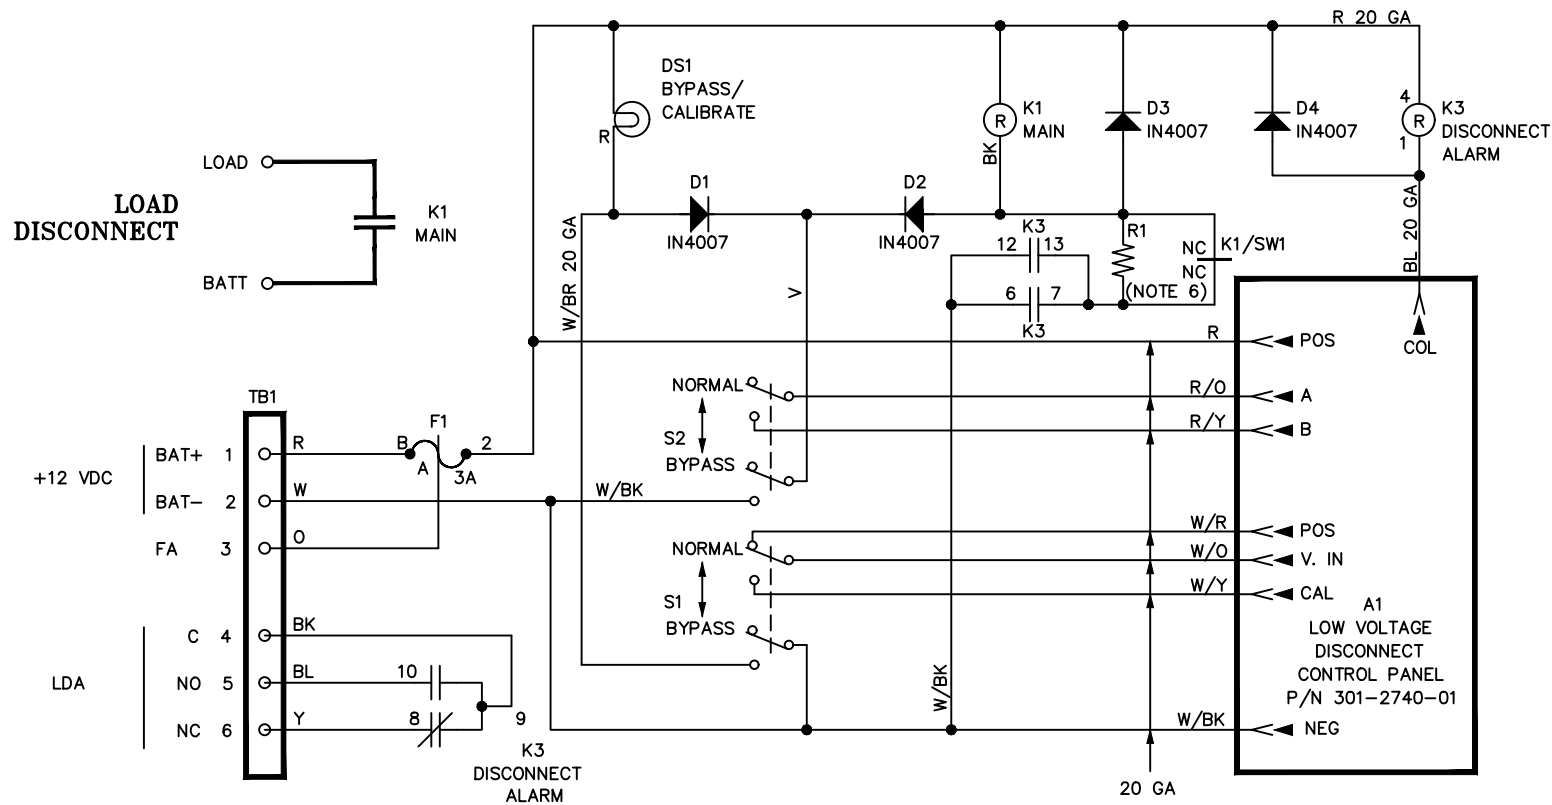 R 20 GA
DS1
BYPASS/
CALIBRATE
R
K1
MAIN
R
BK
D3
IN4007
D4
IN4007
4
R
1
K3
DISCONNECT
ALARM
LOAD
BATT
K1
MAIN
LOAD
DISCONNECT
D1
IN4007
D2
IN4007
W/BR 20 GA
V
K3
12
13
6
7
K3
R1
(NOTE 6)
NC
NC
K1/SW1
BL 20 GA
COL
R
POS
R/O
A
R/Y
B
NORMAL
S2
BYPASS
TB1
+12 VDC
BAT+
1
R
B
F1
A
3A
2
BAT-
2
W
W/BK
FA
3
O
NORMAL
S1
BYPASS
W/R
POS
W/O
V. IN
W/Y
CAL
A1
LOW VOLTAGE
DISCONNECT
CONTROL PANEL
P/N 301-2740-01
LDA
C
4
BK
NO
5
BL
10
NC
6
Y
8
9
K3
DISCONNECT
ALARM
W/BK
W/BK
NEG
20 GA